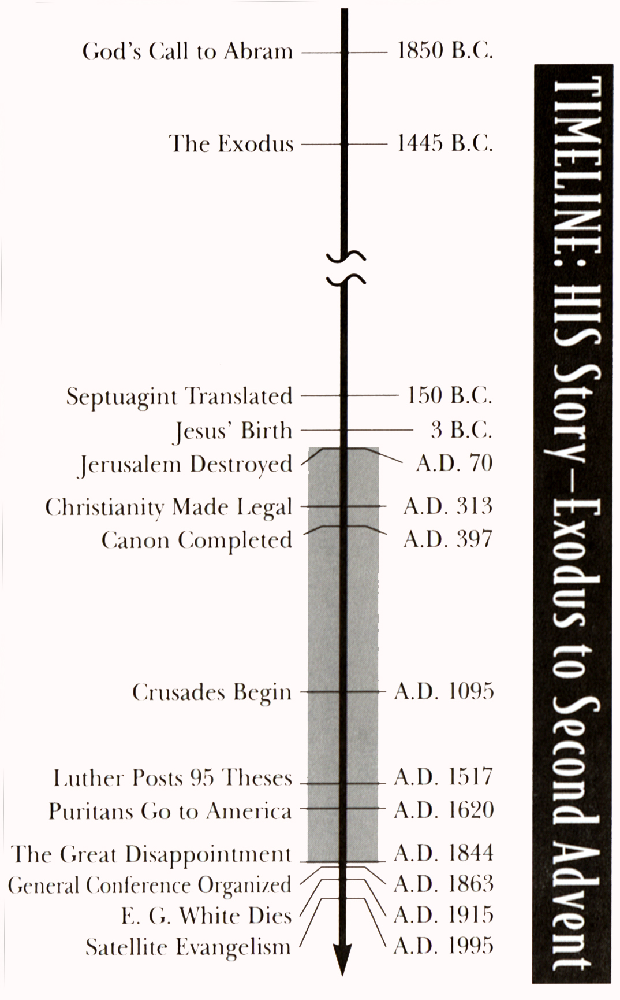 God's Call to Abram 1850 B.C.
The Exodus 1445 B.C.
Septuagint Translated 150 B.C.
Jesus' Birth 3 B.C.
Jerusalem Destroyed A.D. 70
Christianity Made Legal A.D. 313
Canon Completed A.D. 397
Crusades Begin A.D. 1095
Luther Posts 95 Theses A.D. 1517
Puritans Go to America A.D. 1620
The Great Disappointment A.D. 1844
General Conference Organized A.D. 1863
E. G. White Dies A.D. 1915
Satellite Evangelism A.D. 1995
TIMELINE: HIS Story–Exodus to Second Advent